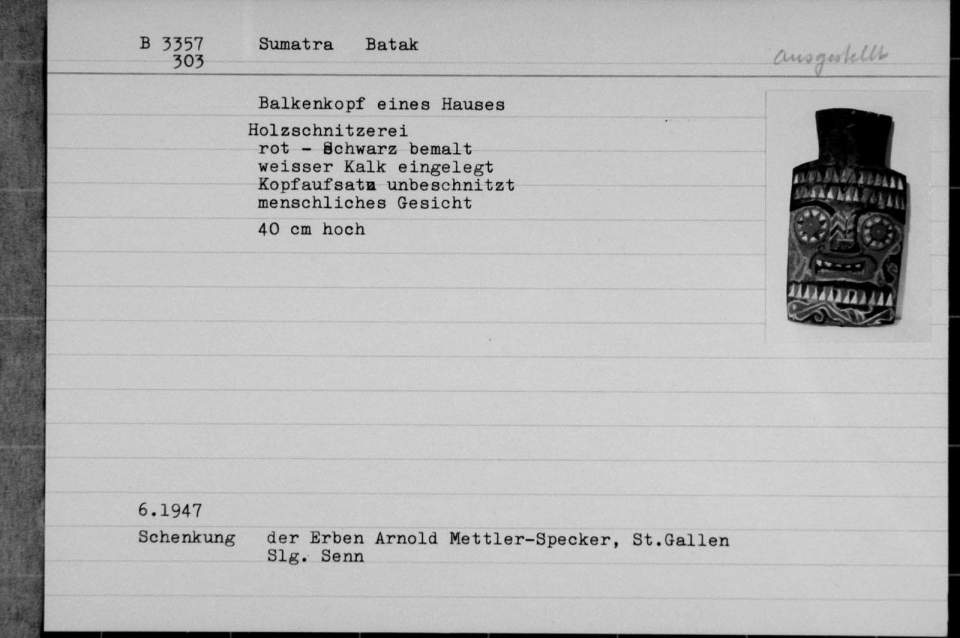 B 3357 Sumatra Batak
303
ausgestellt
Balkenkopf eines Hauses
Holzschnitzerei
rot - Schwarz bemalt
weisser Kalk eingelegt
Kopfaufsatz unbeschnitzt
menschliches Gesicht
40 cm hoch
6.1947
Schenkung der Erben Arnold Mettler-Specker, St.Gallen
Slg. Senn